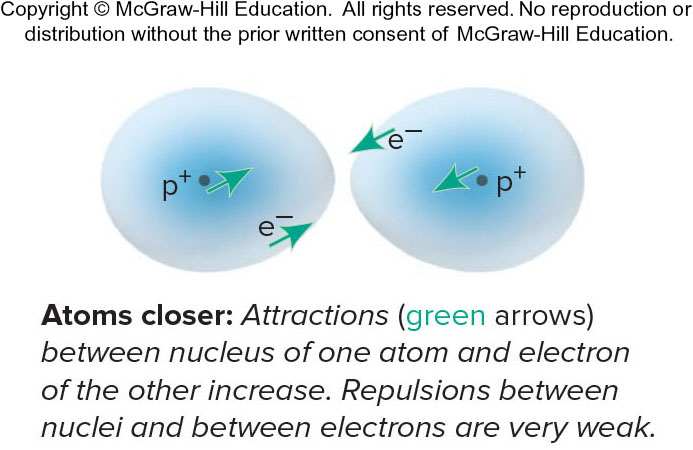 Copyright © McGraw-Hill Education. All rights reserved. No reproduction or
distribution without the prior written consent of McGraw-Hill Education.
e⁻
p⁺
p⁺
e⁻
Atoms closer: Attractions (green arrows)
between nucleus of one atom and electron
of the other increase. Repulsions between
nuclei and between electrons are very weak.